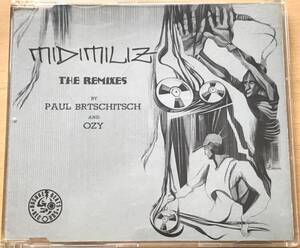 MIDIMILIZ
THE REMIXES
BY
PAUL BRTSCHITSCH
AND
OZY